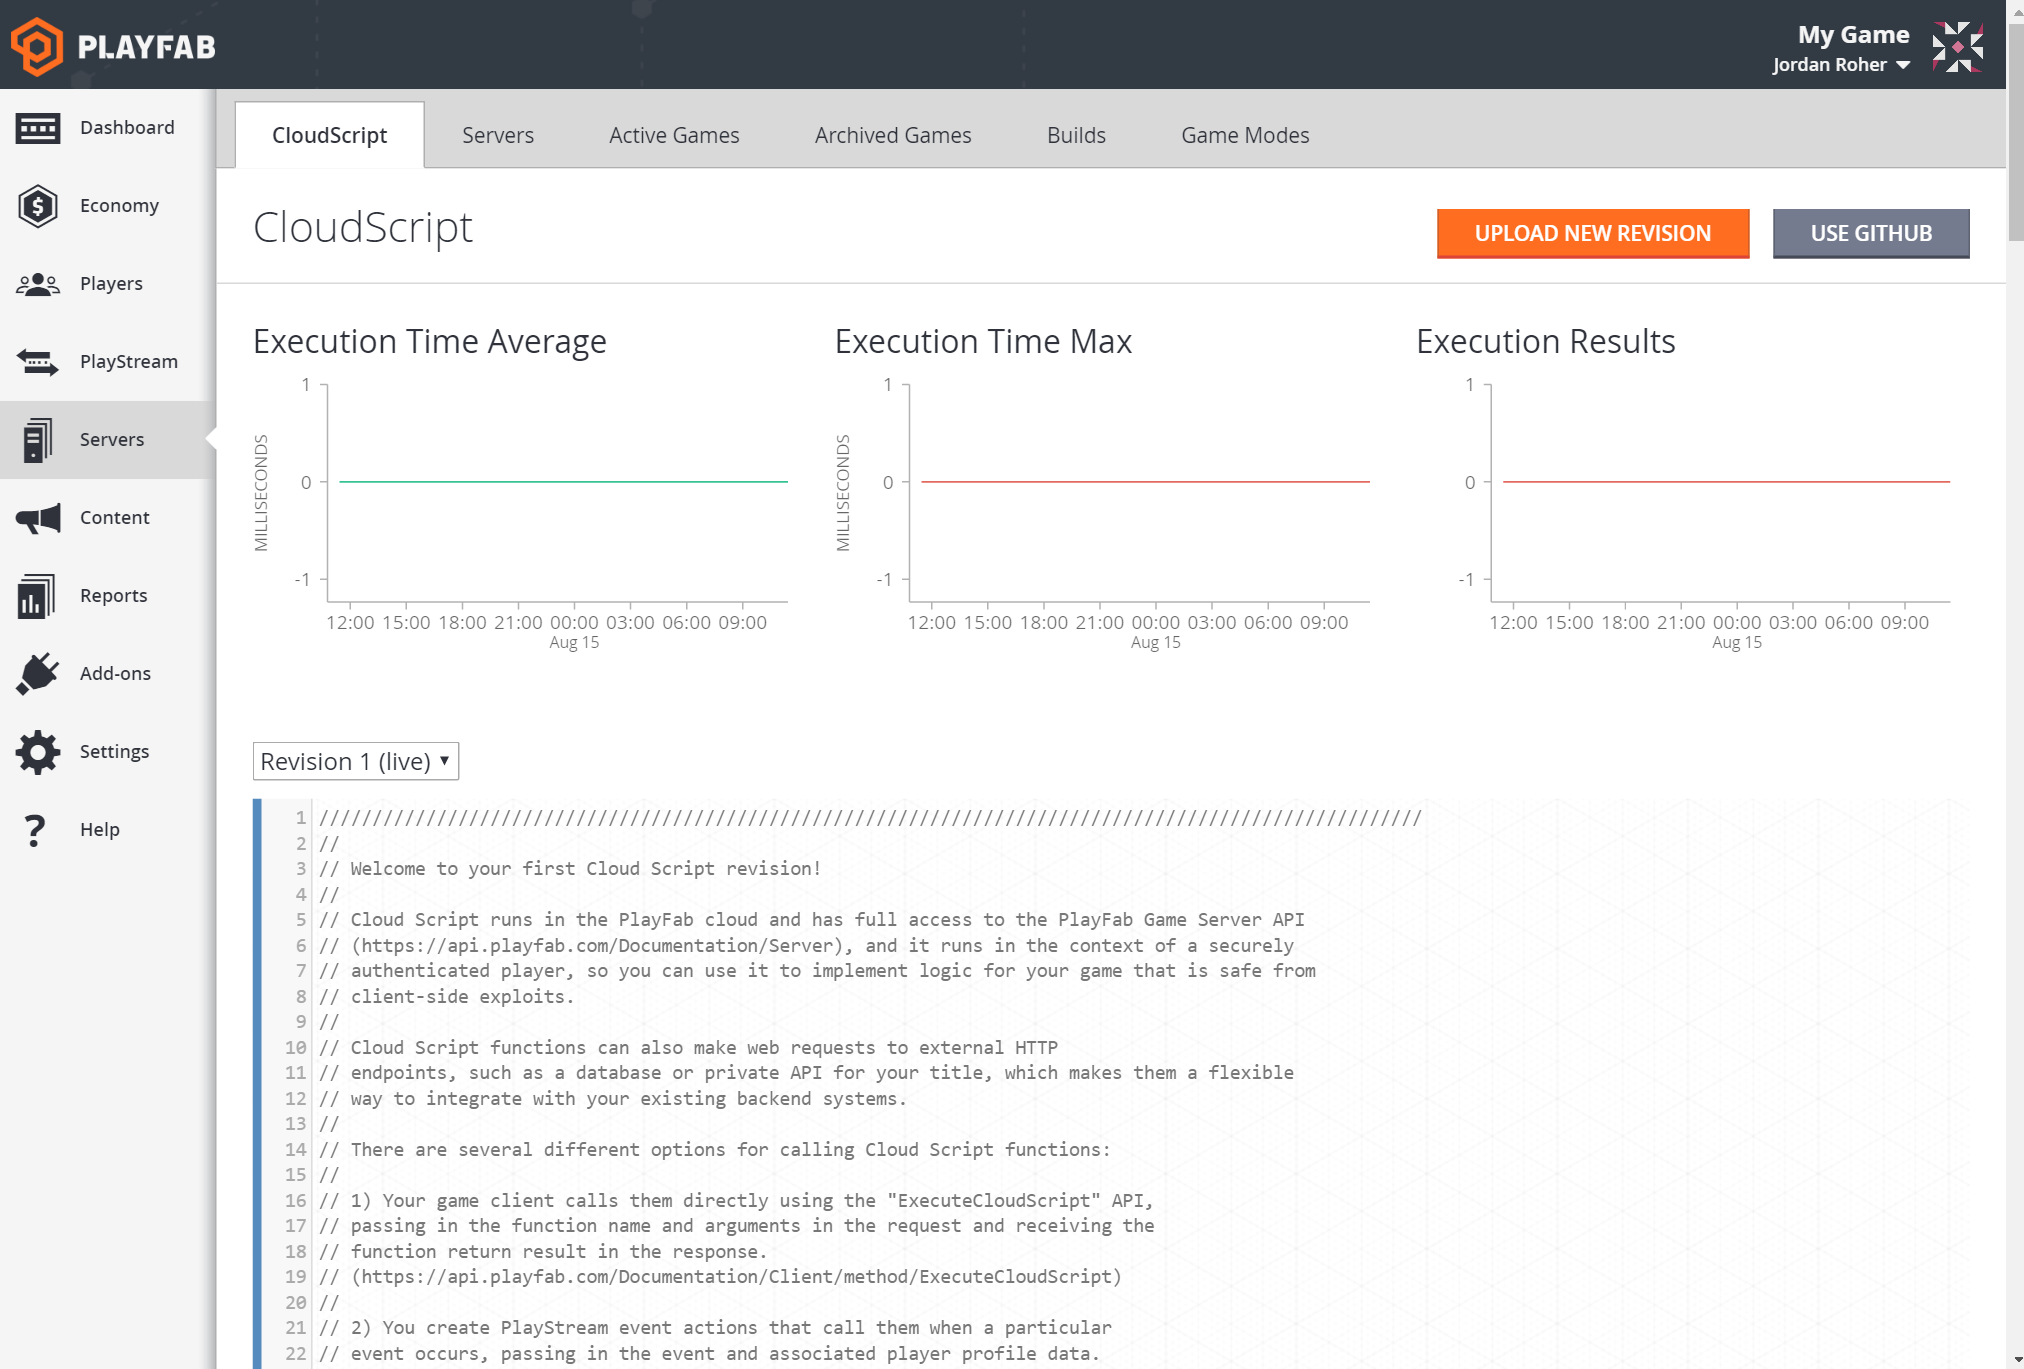 PLAYFAB
My Game
Jordan Roher
Dashboard
Economy
Players
PlayStream
Servers
Content
Reports
Add-ons
Settings
Help
CloudScript Servers Active Games Archived Games Builds Game Modes
CloudScript
UPLOAD NEW REVISION USE GITHUB
Execution Time Average
1
0
-1
MILLISECONDS
12:00 15:00 18:00 21:00 00:00 03:00 06:00 09:00
Aug 15
Execution Time Max
1
0
-1
MILLISECONDS
12:00 15:00 18:00 21:00 00:00 03:00 06:00 09:00
Aug 15
Execution Results
1
0
-1
12:00 15:00 18:00 21:00 00:00 03:00 06:00 09:00
Aug 15
Revision 1 (live)
1 ///////////////////////////////////////////////////////////////////////////////////////////////////////
2 //
3 // Welcome to your first Cloud Script revision!
4 //
5 // Cloud Script runs in the PlayFab cloud and has full access to the PlayFab Game Server API
6 // (https://api.playfab.com/Documentation/Server), and it runs in the context of a securely
7 // authenticated player, so you can use it to implement logic for your game that is safe from
8 // client-side exploits.
9 //
10 // Cloud Script functions can also make web requests to external HTTP
11 // endpoints, such as a database or private API for your title, which makes them a flexible
12 // way to integrate with your existing backend systems.
13 //
14 // There are several different options for calling Cloud Script functions:
15 //
16 // 1) Your game client calls them directly using the "ExecuteCloudScript" API,
17 // passing in the function name and arguments in the request and receiving the
18 // function return result in the response.
19 // (https://api.playfab.com/Documentation/Client/method/ExecuteCloudScript)
20 //
21 // 2) You create PlayStream event actions that call them when a particular
22 // event occurs, passing in the event and associated player profile data.